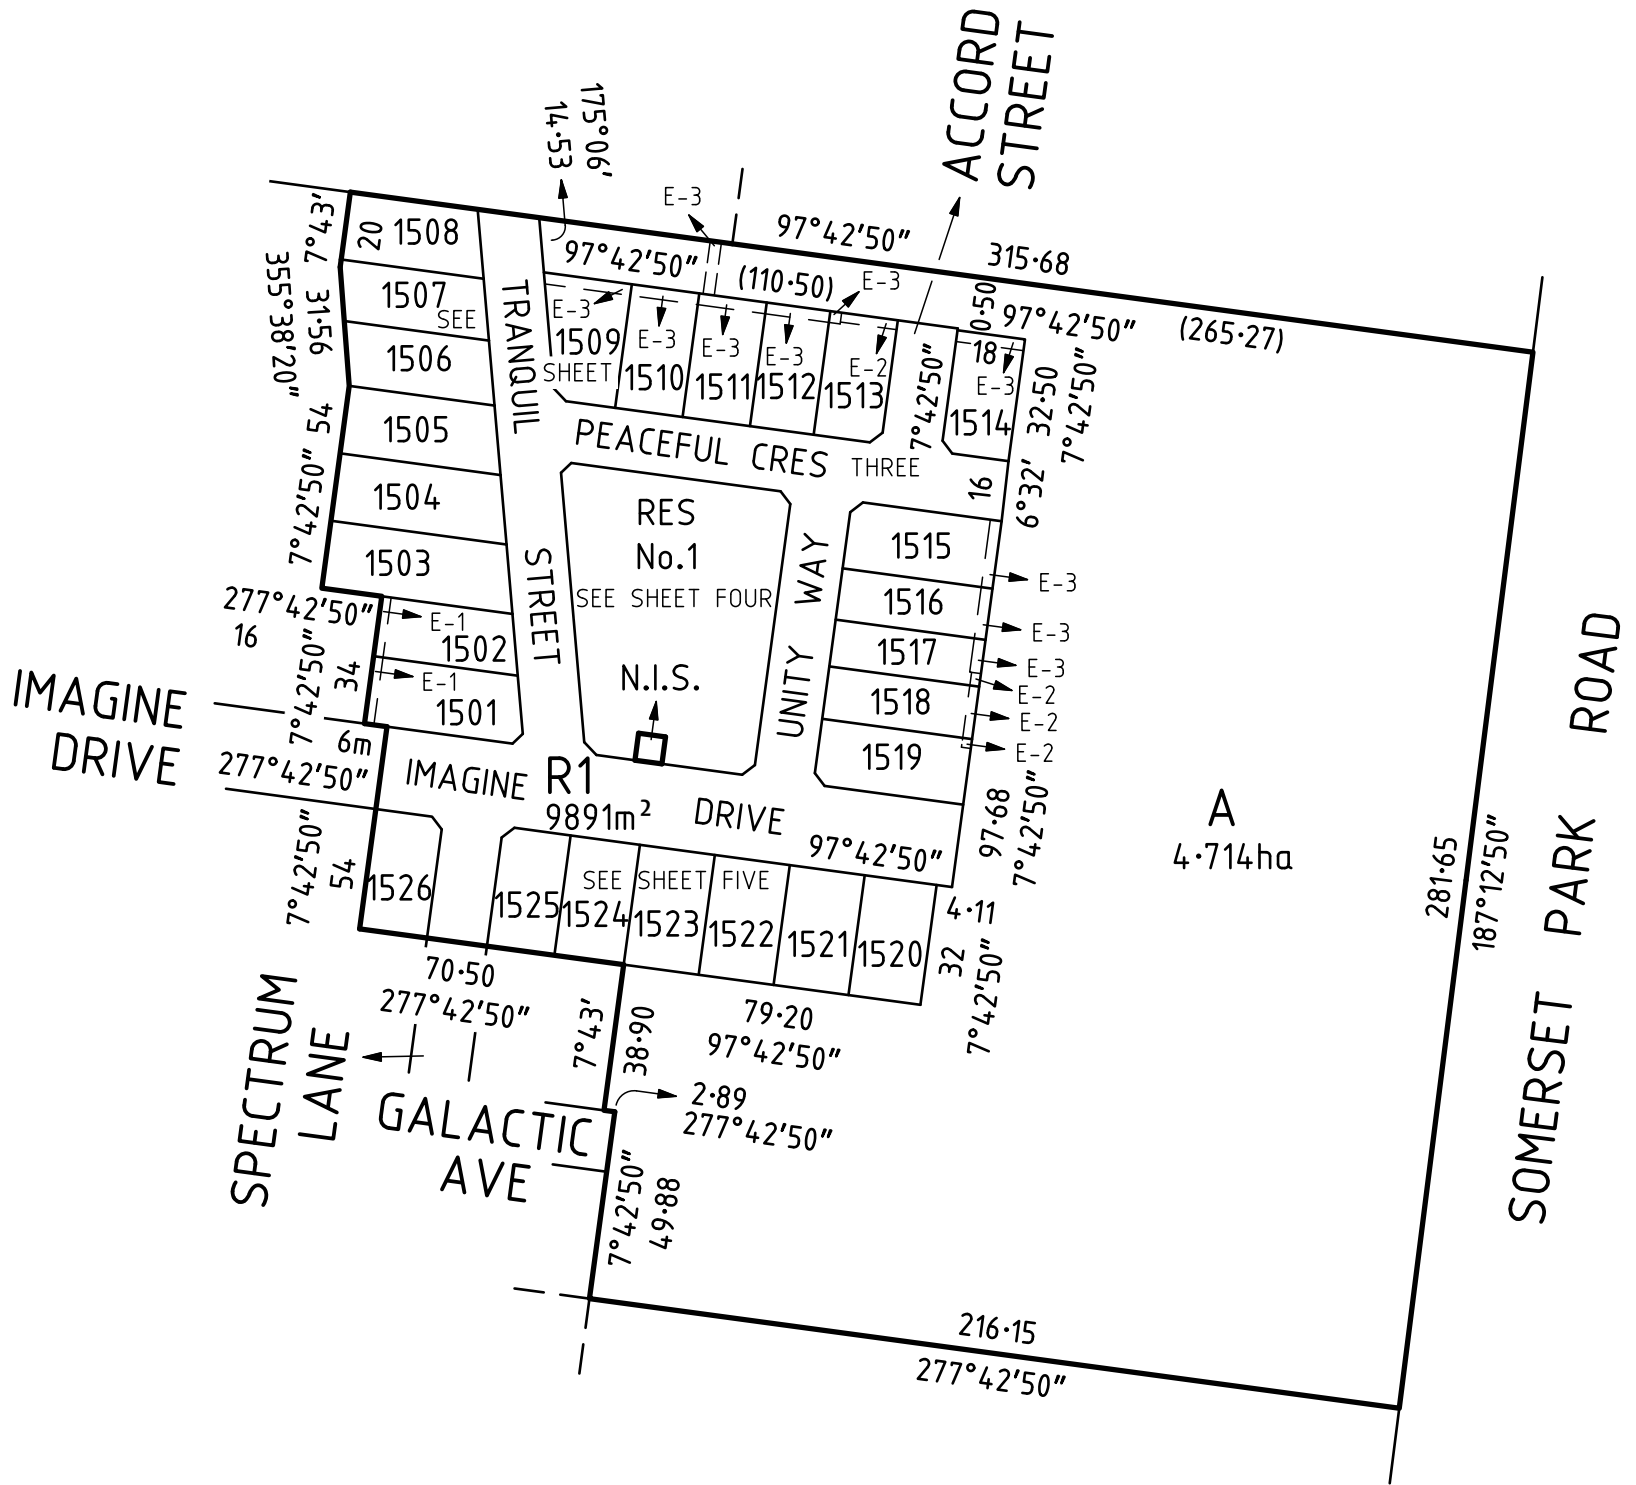 ACCORD
STREET
175°06'
14·53
E-3
97°42'50"
315·68
7°43'
20
1508
97°42'50"
(110·50)
E-3
0·50
97°42'50"
(265·27)
355°38'20"
31·56
1507
SEE
TRANQUIL
STREET
E-3
1509
SHEET
E-3
1510
E-3
1511
E-3
1512
E-2
1513
7°42'50"
18
E-3
1514
32·50
7°42'50"
1506
54
1505
7°42'50"
1504
1503
PEACEFUL CRES
THREE
16
6°32'
RES
No.1
SEE SHEET FOUR
N.I.S.
UNITY WAY
1515
E-3
1516
E-3
1517
E-3
E-2
1518
E-2
1519
E-2
277°42'50"
16
E-1
1502
7°42'50"
34
E-1
1501
IMAGINE
DRIVE
6m
277°42'50"
IMAGINE
R1
9891m²
DRIVE
97°42'50"
97·68
7°42'50"
A
4·714ha
281·65
187°12'50"
SOMERSET PARK ROAD
7°42'50"
54
1526
1525
SEE SHEET FIVE
1524
1523
1522
1521
1520
4·11
32
7°42'50"
70·50
277°42'50"
79·20
97°42'50"
7°43'
38·90
SPECTRUM
LANE
GALACTIC
AVE
2·89
277°42'50"
7°42'50"
49·88
216·15
277°42'50"